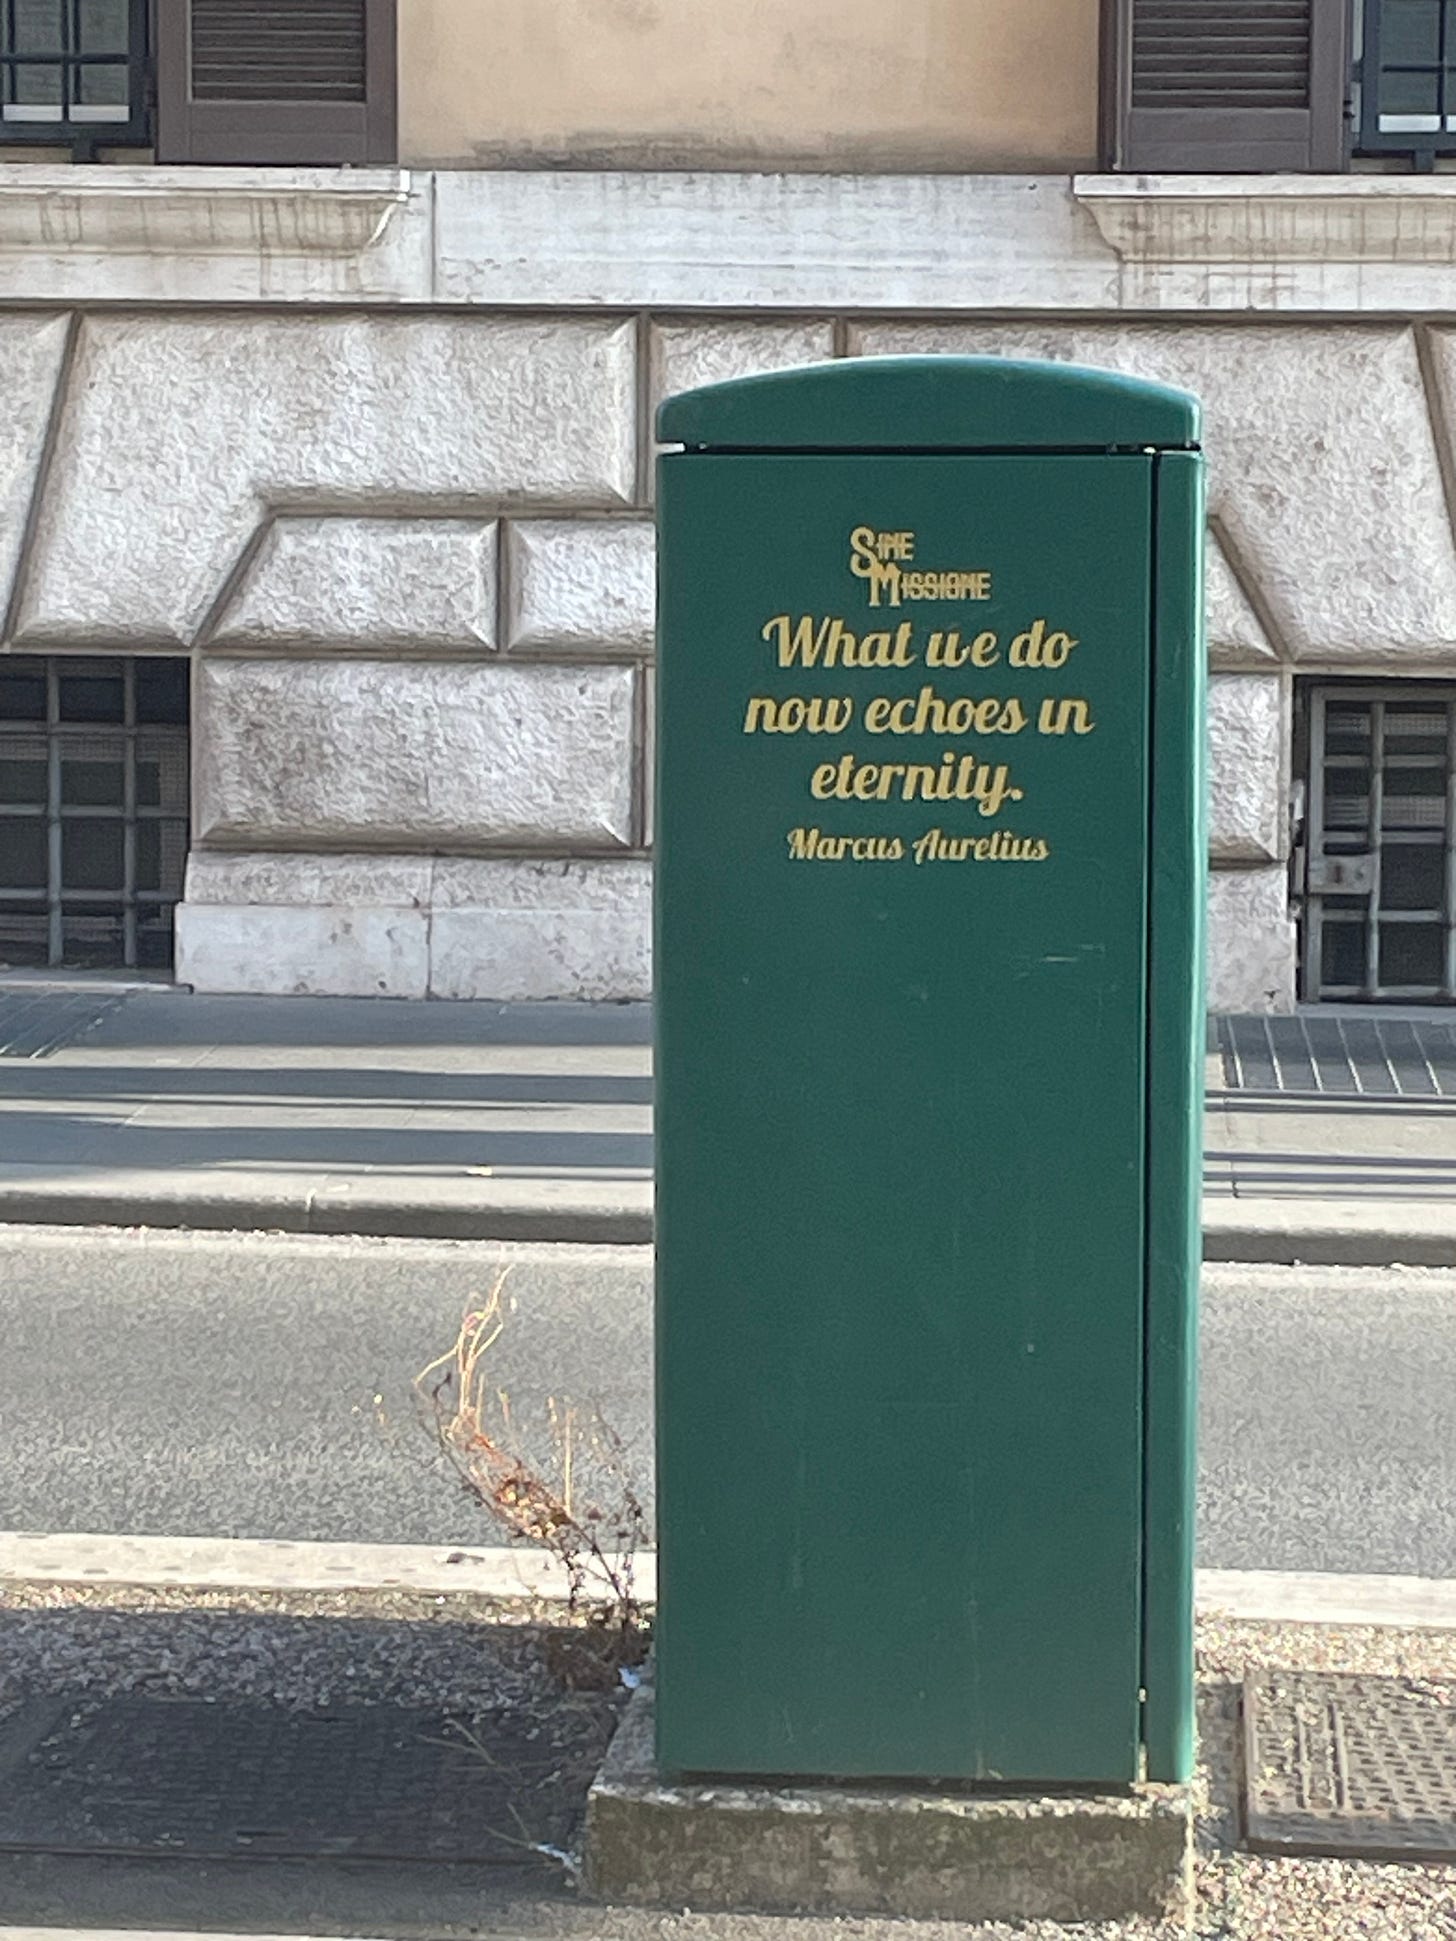 Sine
Missione
What we do
now echoes in
eternity.
Marcus Aurelius